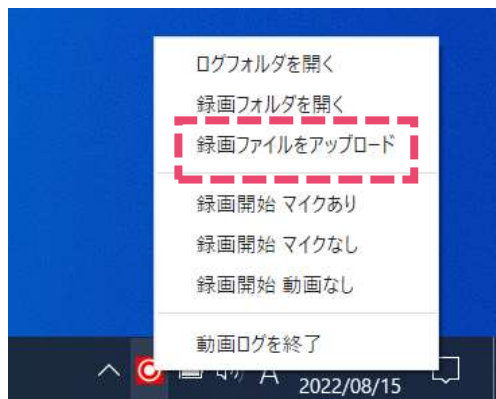 ログフォルダを開く
録画フォルダを開く
録画ファイルをアップロード
録画開始 マイクあり
録画開始 マイクなし
録画開始 動画なし
動画ログを終了
A
2022/08/15